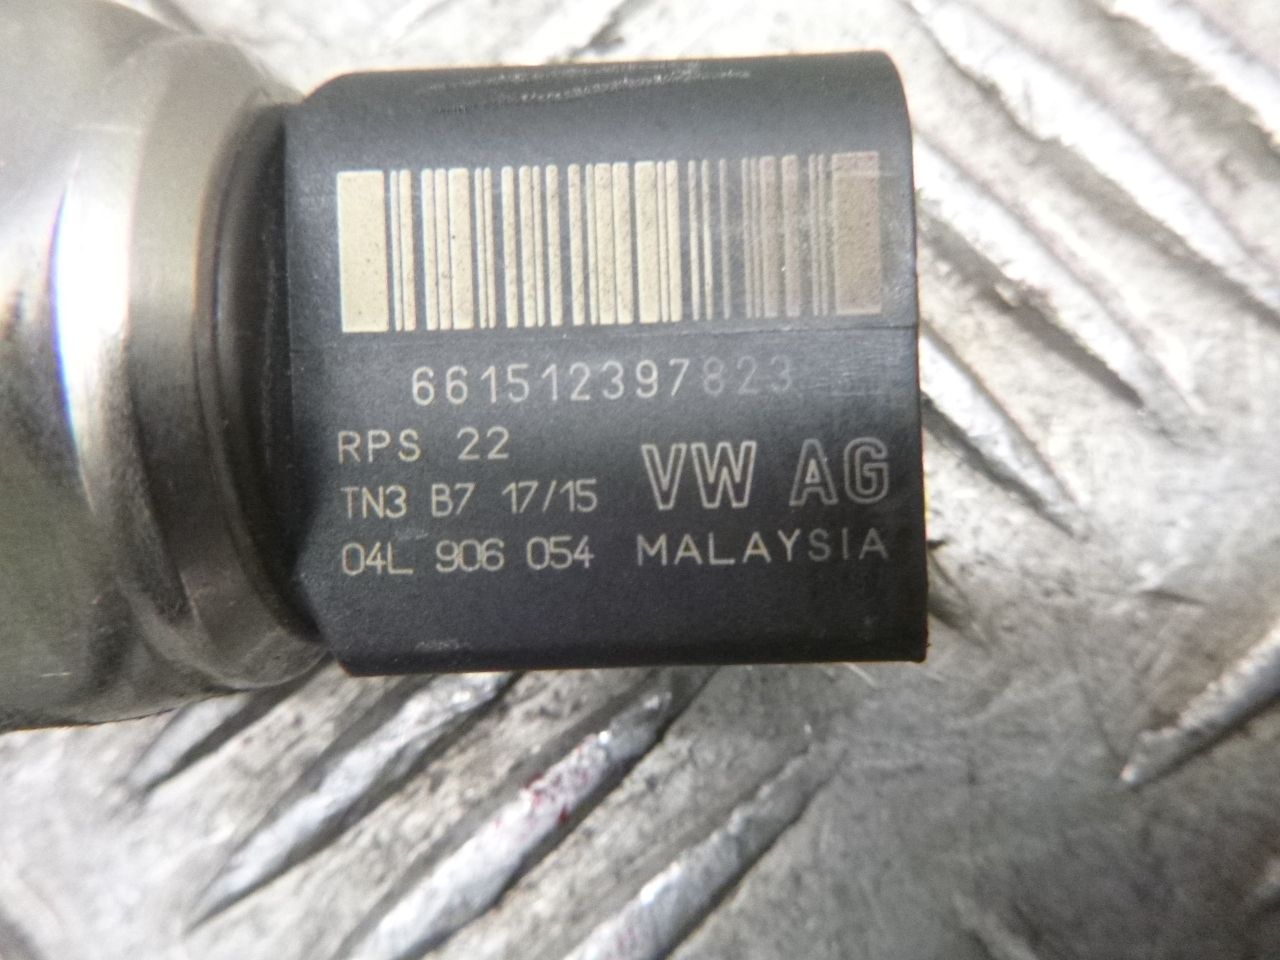 661512397823
RPS 22
TN3 B7 17/15 VW AG
04L 906 054 MALAYSIA